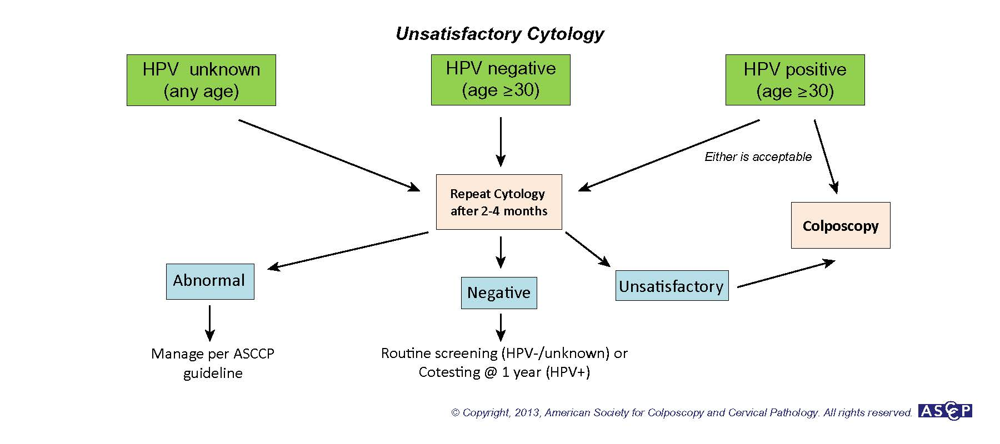 Unsatisfactory Cytology
HPV unknown
(any age)
HPV negative
(age ≥30)
HPV positive
(age ≥30)
Either is acceptable
Repeat Cytology
after 2-4 months
Colposcopy
Abnormal
Negative
Unsatisfactory
Manage per ASCCP
guideline
Routine screening (HPV-/unknown) or
Cotesting @ 1 year (HPV+)
© Copyright, 2013, American Society for Colposcopy and Cervical Pathology. All rights reserved.
ASCCP